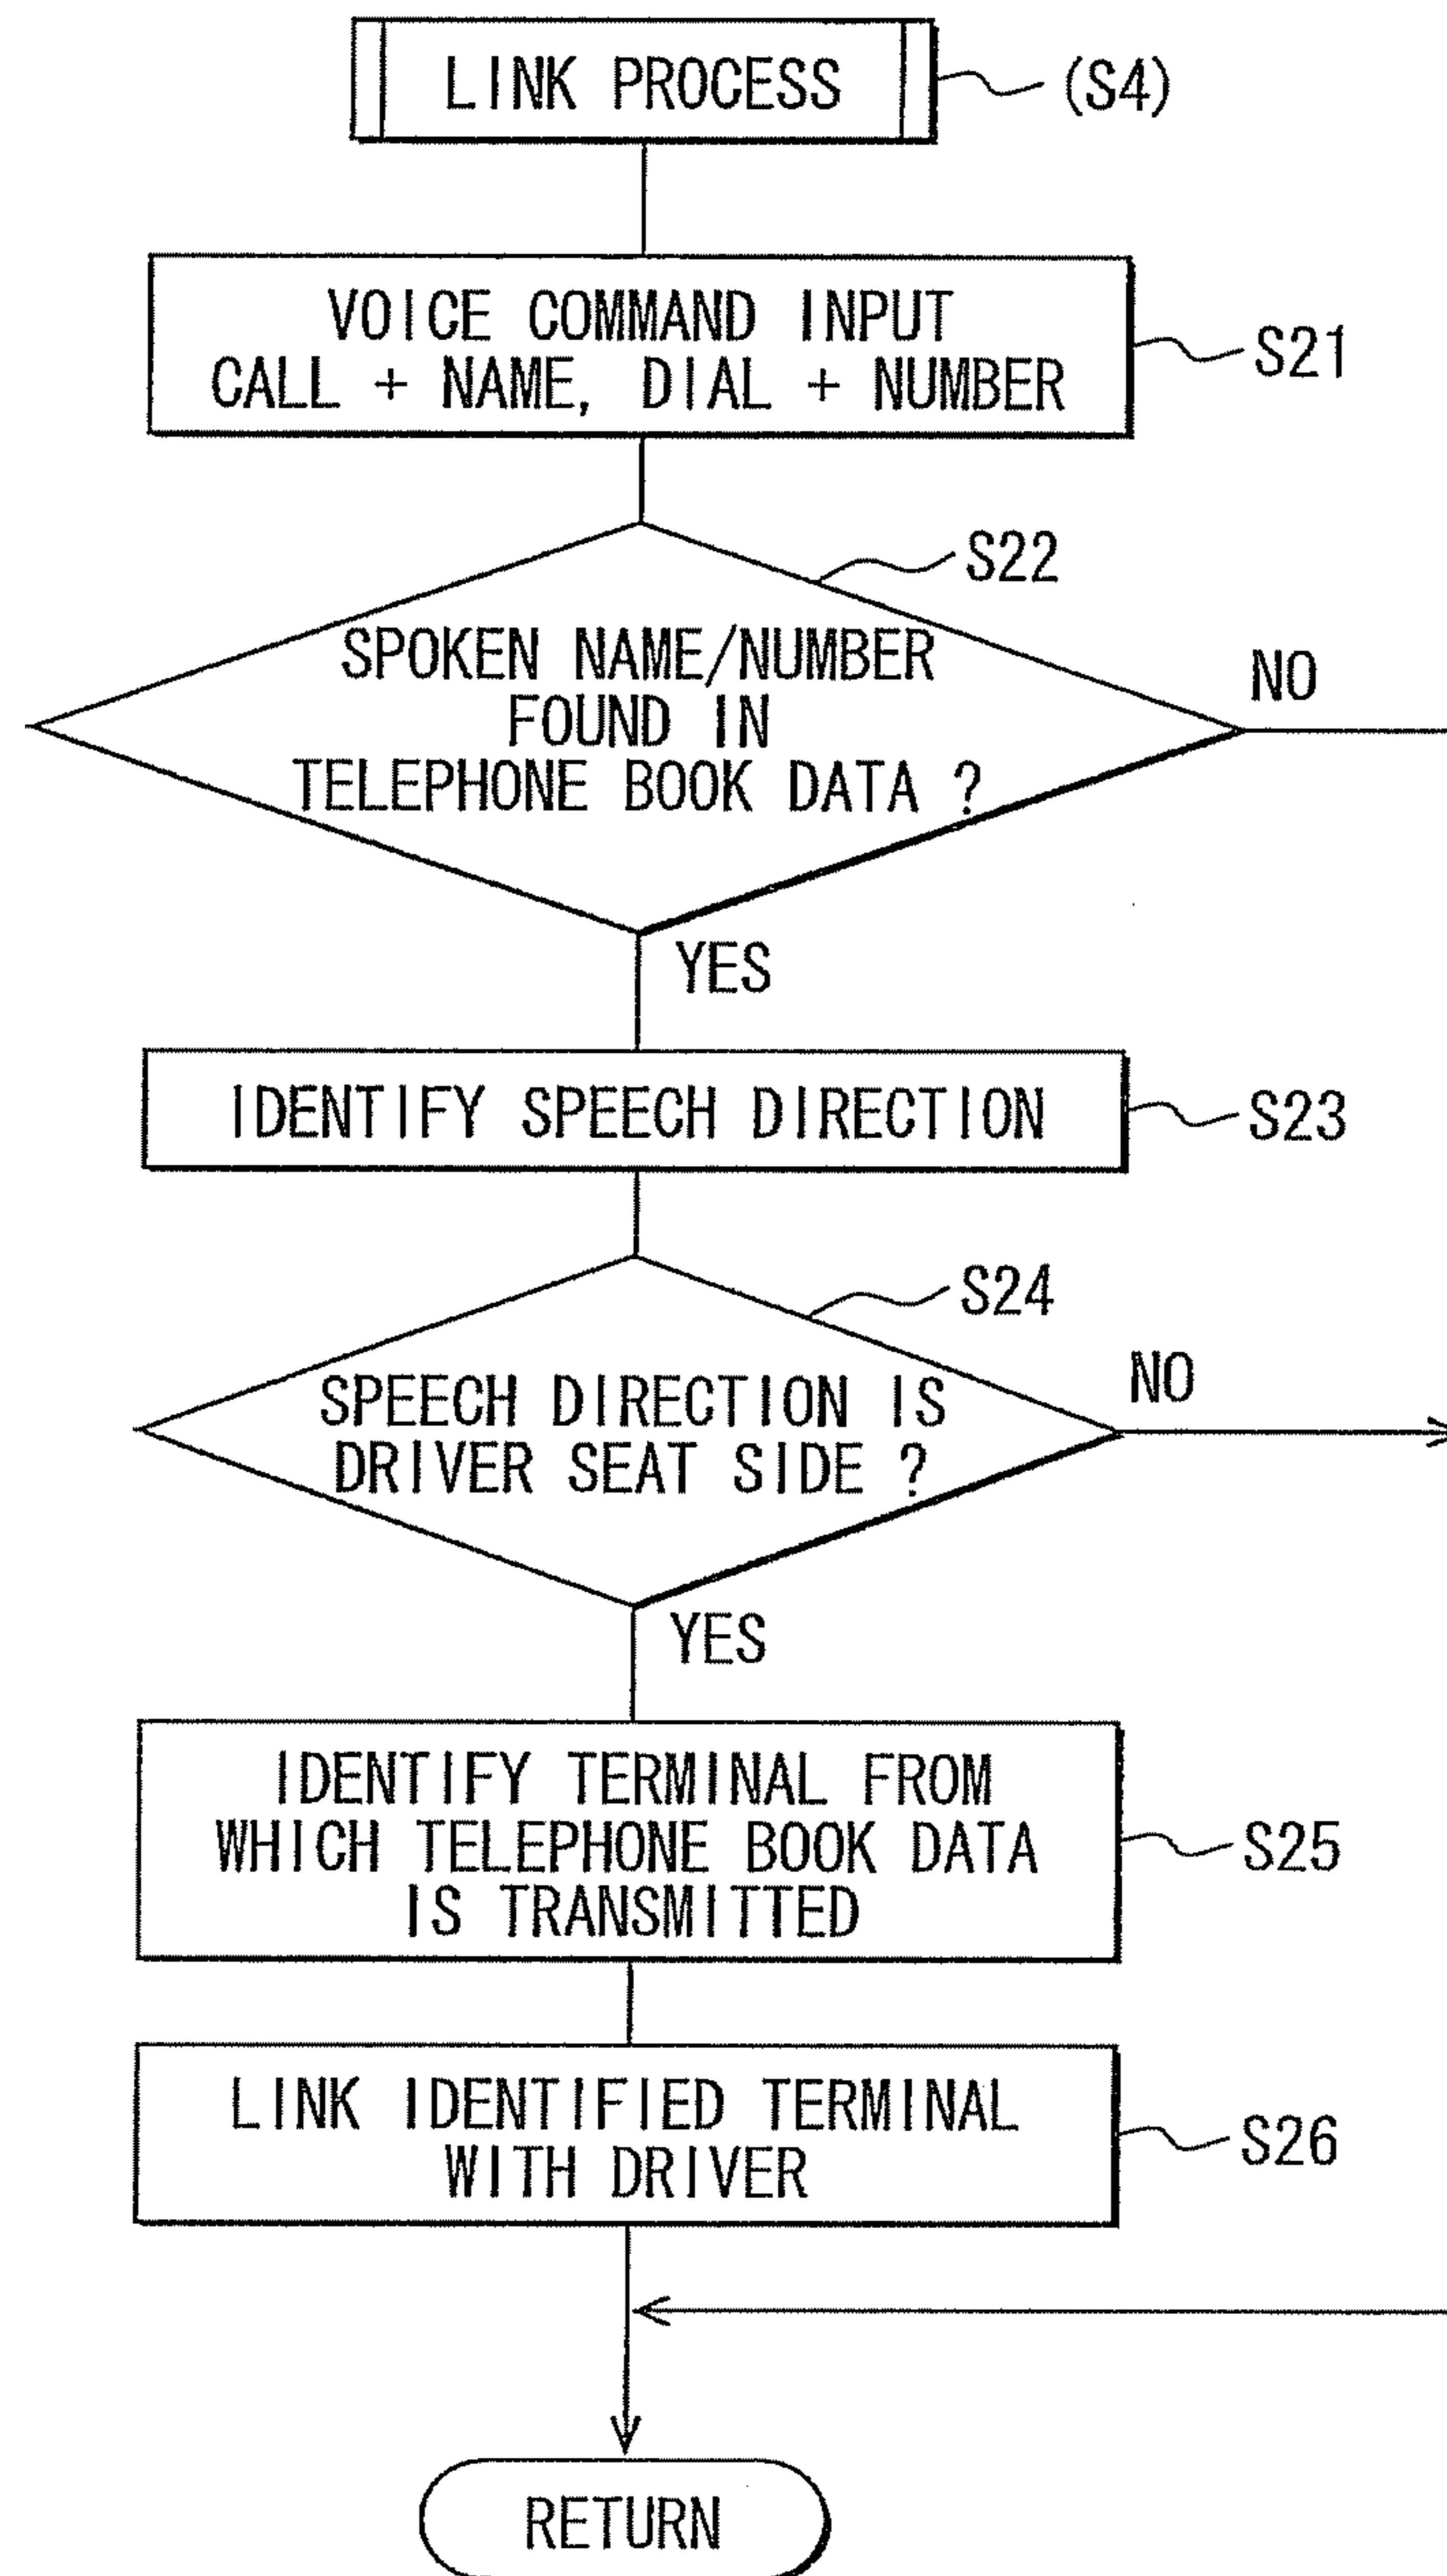 LINK PROCESS
(S4)
VOICE COMMAND INPUT
CALL + NAME, DIAL + NUMBER
S21
S22
SPOKEN NAME/NUMBER
FOUND IN
TELEPHONE BOOK DATA ?
NO
YES
IDENTIFY SPEECH DIRECTION
S23
S24
SPEECH DIRECTION IS
DRIVER SEAT SIDE ?
NO
YES
IDENTIFY TERMINAL FROM
WHICH TELEPHONE BOOK DATA
IS TRANSMITTED
S25
LINK IDENTIFIED TERMINAL
WITH DRIVER
S26
RETURN